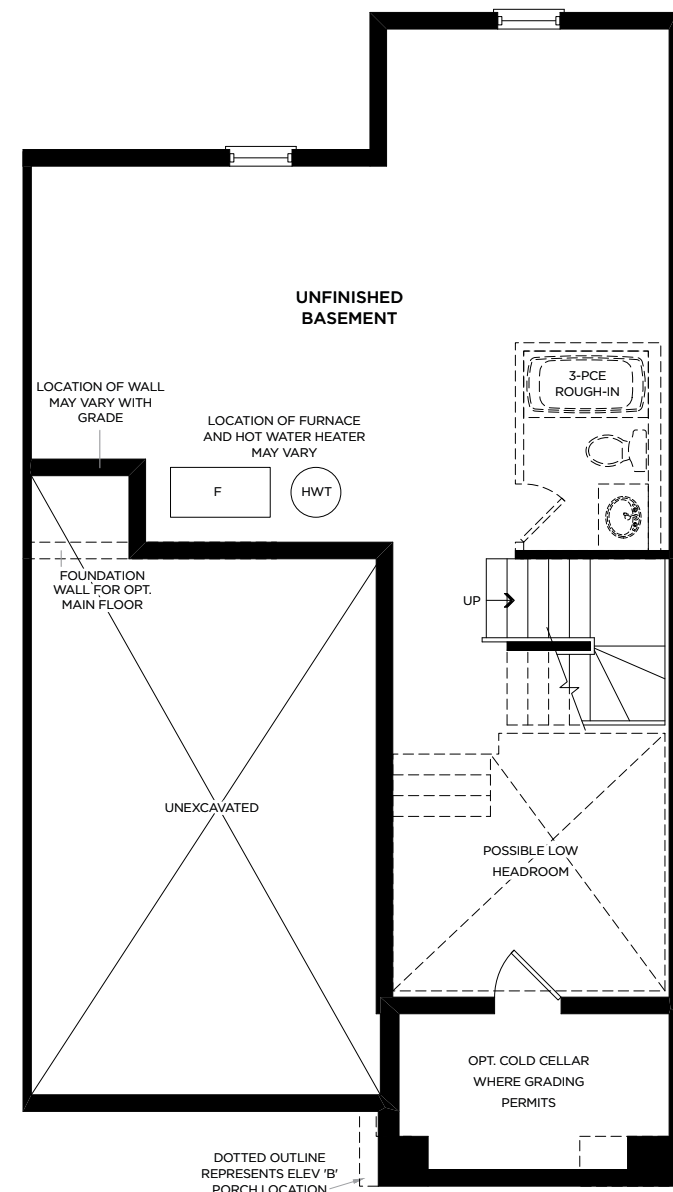 UNFINISHED
BASEMENT
3-PCE
ROUGH-IN
LOCATION OF WALL
MAY VARY WITH
GRADE
LOCATION OF FURNACE
AND HOT WATER HEATER
MAY VARY
F
HWT
FOUNDATION
WALL FOR OPT.
MAIN FLOOR
UP
UNEXCAVATED
POSSIBLE LOW
HEADROOM
OPT. COLD CELLAR
WHERE GRADING
PERMITS
DOTTED OUTLINE
REPRESENTS ELEV 'B'
PORCH LOCATION